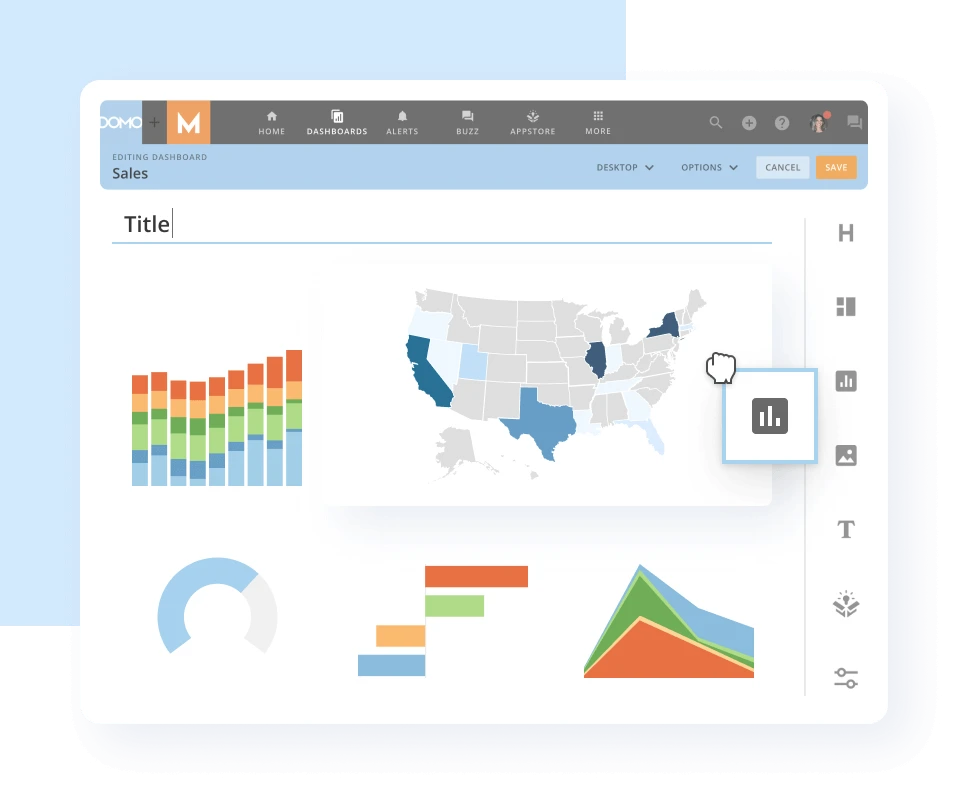 DOMO
M
HOME
DASHBOARDS
ALERTS
BUZZ
APPSTORE
MORE
EDITING DASHBOARD
Sales
DESKTOP
OPTIONS
CANCEL
SAVE
Title
H
T